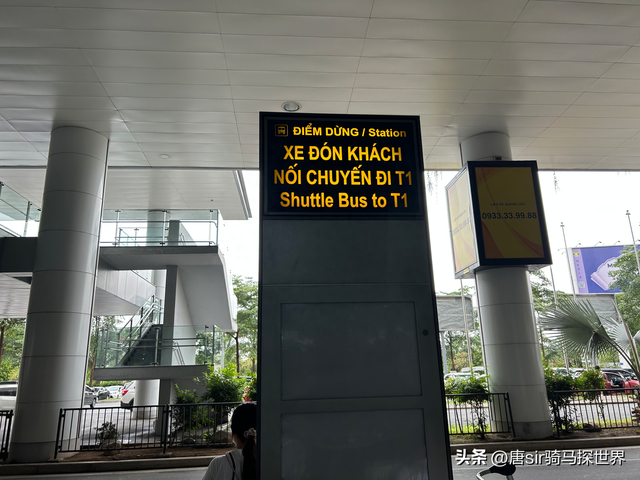 ĐIỂM DỪNG / Station
XE ĐÓN KHÁCH
NỐI CHUYẾN ĐI T1
Shuttle Bus to T1
0933.33.99.88
头条 @唐sir骑马探世界